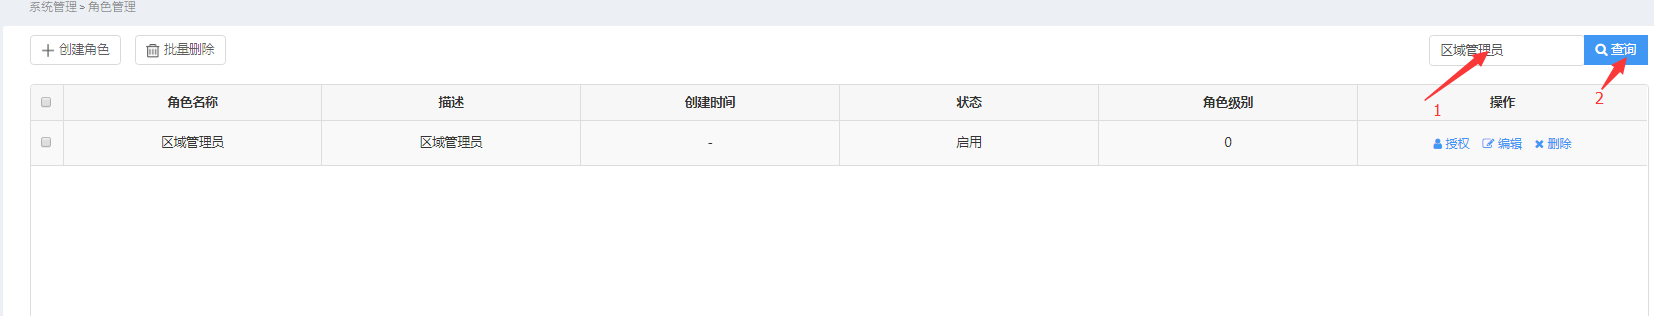 系统管理 > 角色管理
创建角色 批量删除 区域管理员 查询
1 2
角色名称 描述 创建时间 状态 角色级别 操作
区域管理员 区域管理员 - 启用 0 授权 编辑 删除